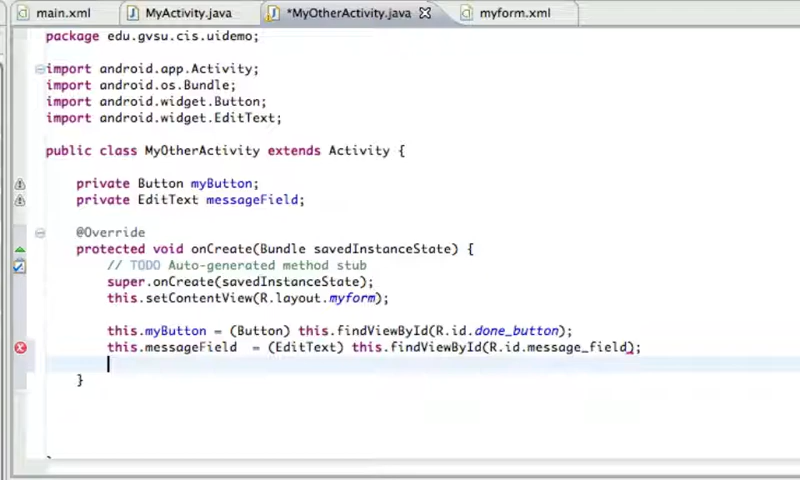 main.xml MyActivity.java *MyOtherActivity.java myform.xml
package edu.gvsu.cis.uidemo;
import android.app.Activity;
import android.os.Bundle;
import android.widget.Button;
import android.widget.EditText;
public class MyOtherActivity extends Activity {
private Button myButton;
private EditText messageField;
@Override
protected void onCreate(Bundle savedInstanceState) {
// TODO Auto-generated method stub
super.onCreate(savedInstanceState);
this.setContentView(R.layout.myform);
this.myButton = (Button) this.findViewById(R.id.done_button);
this.messageField  = (EditText) this.findViewById(R.id.message_field);
}